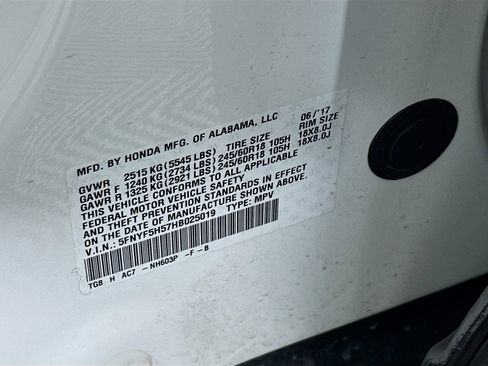 MFD. BY HONDA MFG. OF ALABAMA, LLC 06/'17
TIRE SIZE RIM SIZE
GVWR 2515 KG(5545 LBS)
GAWR F 1240 KG(2734 LBS) 245/60R18 105H 18X8.0J
GAWR R 1325 KG(2921 LBS) 245/60R18 105H 18X8.0J
THIS VEHICLE CONFORMS TO ALL APPLICABLE
FEDERAL MOTOR VEHICLE SAFETY
AND THEFT PREVENTION STANDARDS IN EFFECT
ON THE DATE OF MANUFACTURE SHOWN ABOVE.
V.I.N.: 5FNYF5H57HB025019 TYPE: MPV
TG8 H AC7 -NH603P -F -B